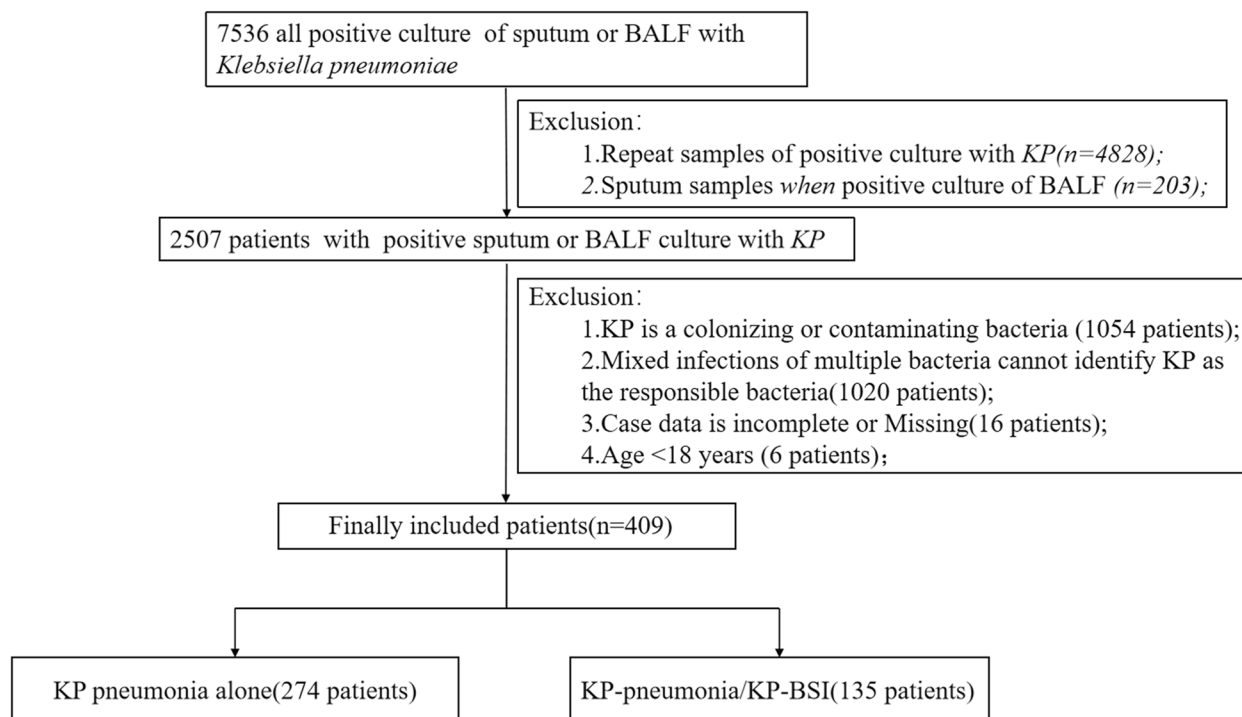 7536 all positive culture of sputum or BALF with
Klebsiella pneumoniae
Exclusion：
1.Repeat samples of positive culture with KP(n=4828);
2.Sputum samples when positive culture of BALF (n=203);
2507 patients with positive sputum or BALF culture with KP
Exclusion：
1.KP is a colonizing or contaminating bacteria (1054 patients);
2.Mixed infections of multiple bacteria cannot identify KP as
the responsible bacteria(1020 patients);
3.Case data is incomplete or Missing(16 patients);
4.Age <18 years (6 patients)；
Finally included patients(n=409)
KP pneumonia alone(274 patients)
KP-pneumonia/KP-BSI(135 patients)